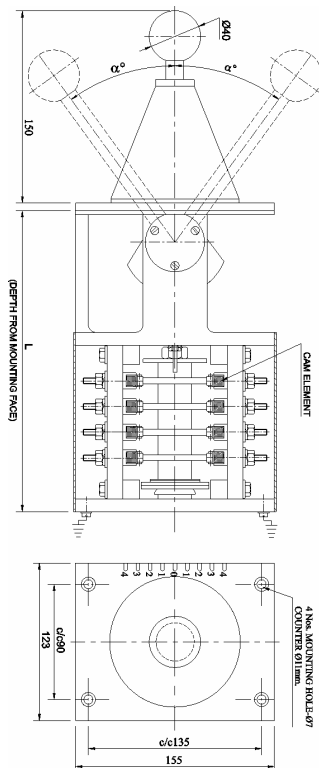 Ø40
α°
α°
150
L
(DEPTH FROM MOUNTING FACE)
CAM ELEMENT
4 3 2 1 0 1 2 3 4
4 Nos. MOUNTING HOLE-Ø7
COUNTER Ø11mm.
c/c90
123
c/c135
155